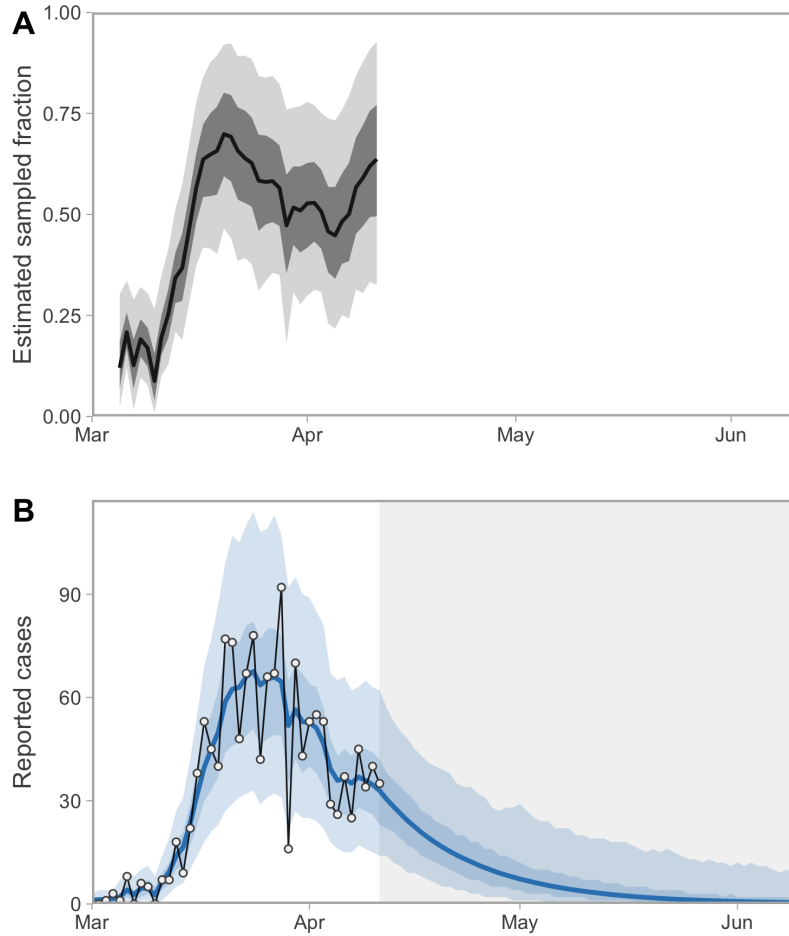 A
Estimated sampled fraction
1.00
0.75
0.50
0.25
0.00
Mar Apr May Jun
B
Reported cases
90
60
30
0
Mar Apr May Jun